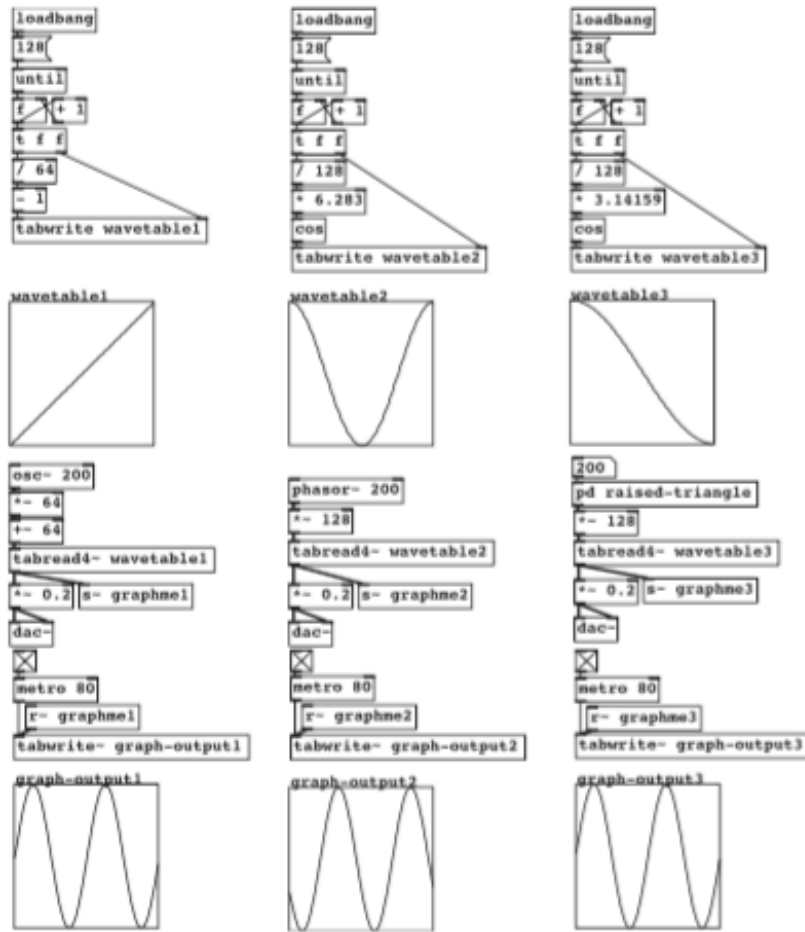 loadbang
128
until
f + 1
t f f
/ 64
- 1
tabwrite wavetable1
wavetable1
osc~ 200
*~ 64
+~ 64
tabread4~ wavetable1
*~ 0.2 s~ graphme1
dac~
metro 80
r~ graphme1
tabwrite~ graph-output1
graph-output1
loadbang
128
until
f + 1
t f f
/ 128
* 6.283
cos
tabwrite wavetable2
wavetable2
phasor~ 200
*~ 128
tabread4~ wavetable2
*~ 0.2 s~ graphme2
dac~
metro 80
r~ graphme2
tabwrite~ graph-output2
graph-output2
loadbang
128
until
f + 1
t f f
/ 128
* 3.14159
cos
tabwrite wavetable3
wavetable3
200
pd raised-triangle
*~ 128
tabread4~ wavetable3
*~ 0.2 s~ graphme3
dac~
metro 80
r~ graphme3
tabwrite~ graph-output3
graph-output3